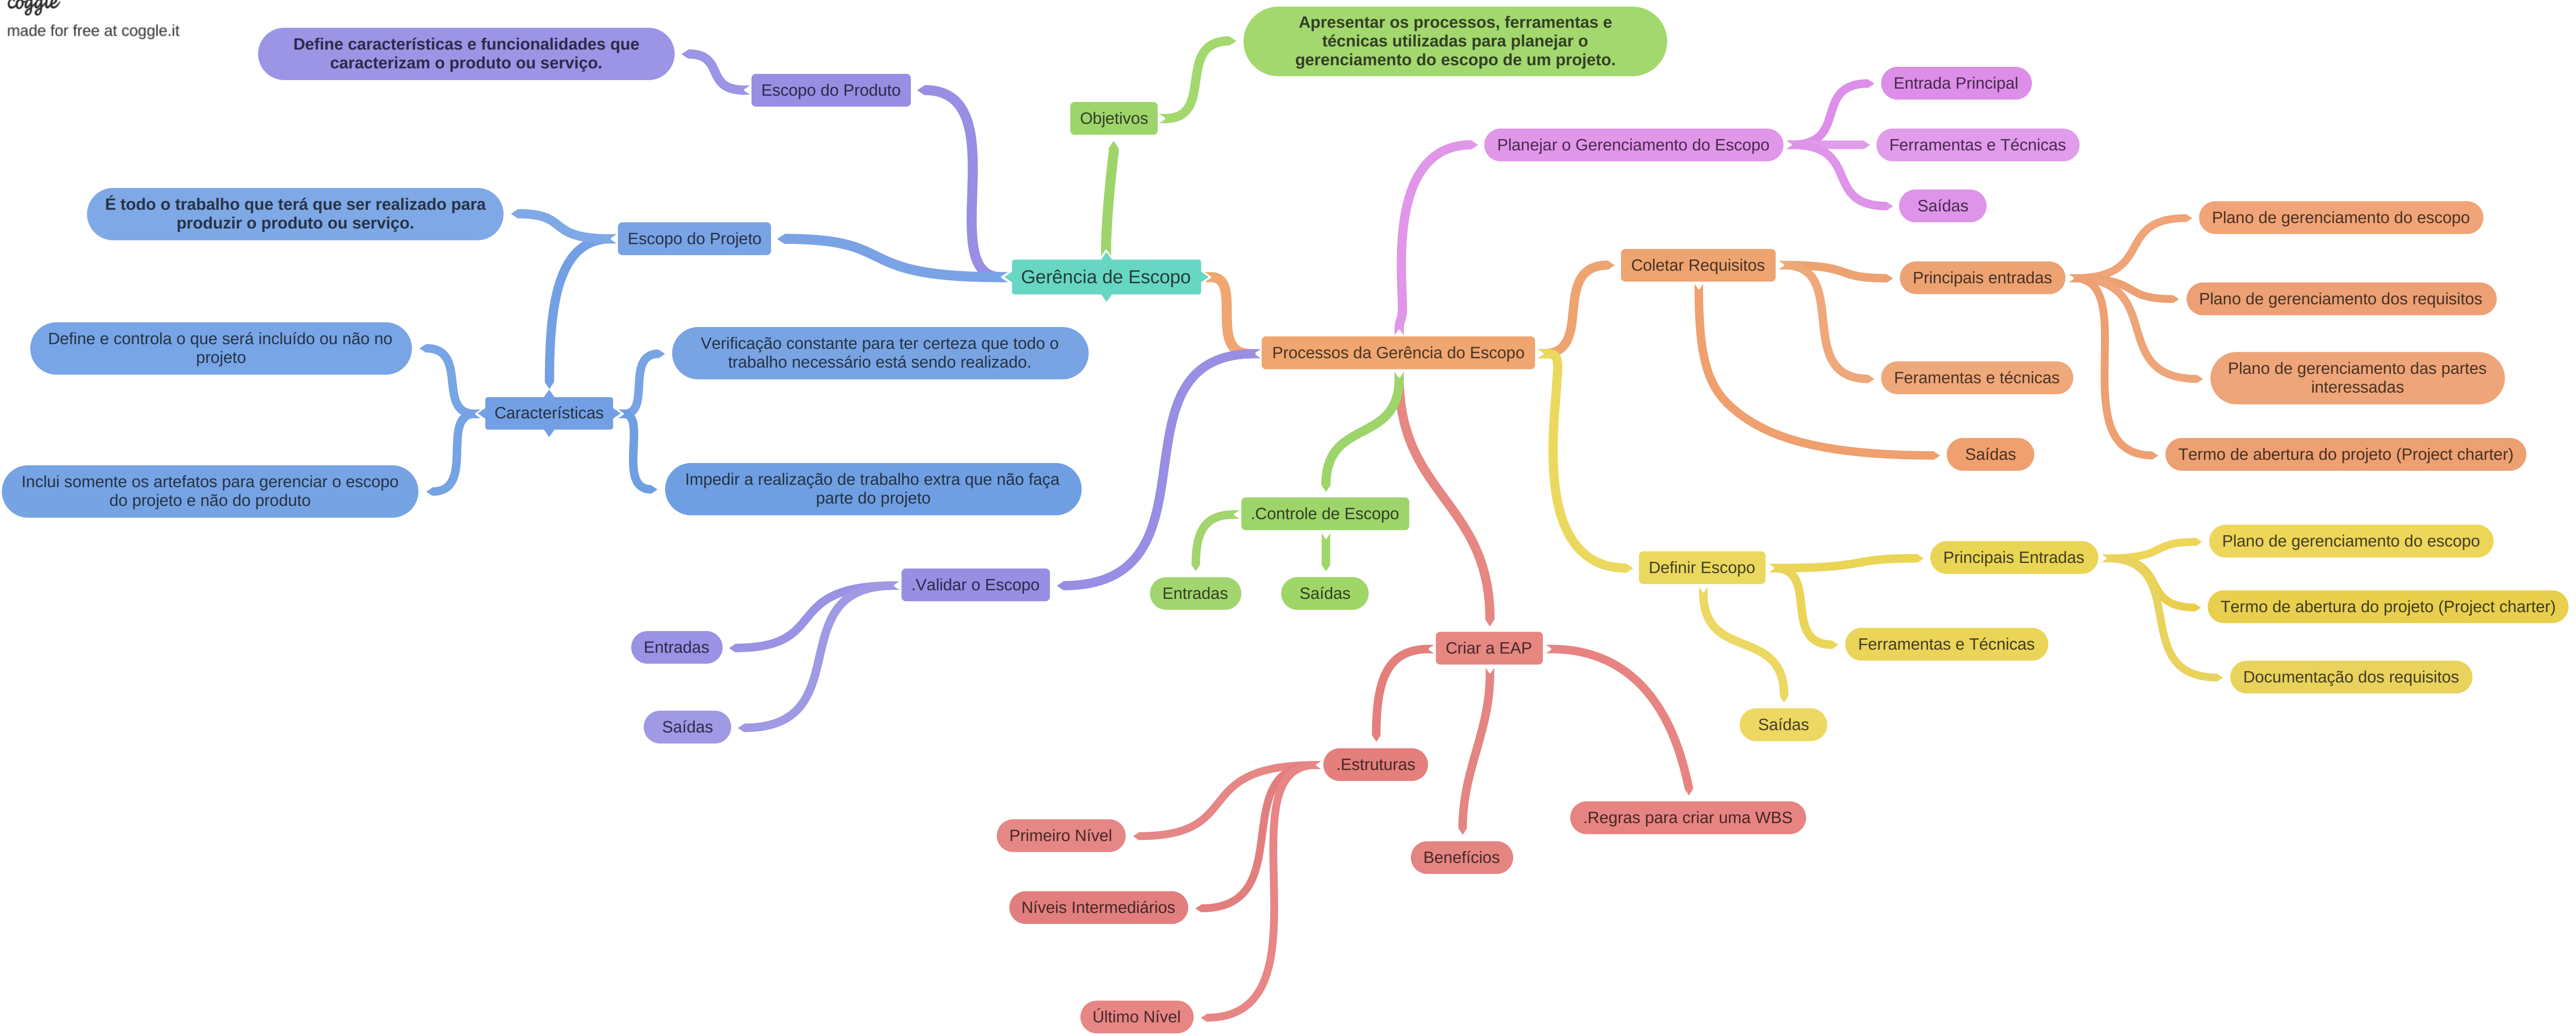 coggle
made for free at coggle.it
Define características e funcionalidades que
caracterizam o produto ou serviço.
Escopo do Produto
Apresentar os processos, ferramentas e
técnicas utilizadas para planejar o
gerenciamento do escopo de um projeto.
Objetivos
É todo o trabalho que terá que ser realizado para
produzir o produto ou serviço.
Escopo do Projeto
Gerência de Escopo
Define e controla o que será incluído ou não no
projeto
Verificação constante para ter certeza que todo o
trabalho necessário está sendo realizado.
Características
Inclui somente os artefatos para gerenciar o escopo
do projeto e não do produto
Impedir a realização de trabalho extra que não faça
parte do projeto
Processos da Gerência do Escopo
Planejar o Gerenciamento do Escopo
Entrada Principal
Ferramentas e Técnicas
Saídas
Coletar Requisitos
Principais entradas
Plano de gerenciamento do escopo
Plano de gerenciamento dos requisitos
Plano de gerenciamento das partes
interessadas
Termo de abertura do projeto (Project charter)
Feramentas e técnicas
Saídas
Definir Escopo
Principais Entradas
Plano de gerenciamento do escopo
Termo de abertura do projeto (Project charter)
Documentação dos requisitos
Ferramentas e Técnicas
Saídas
.Controle de Escopo
Entradas
Saídas
.Validar o Escopo
Entradas
Saídas
Criar a EAP
.Estruturas
Primeiro Nível
Níveis Intermediários
Último Nível
Benefícios
.Regras para criar uma WBS